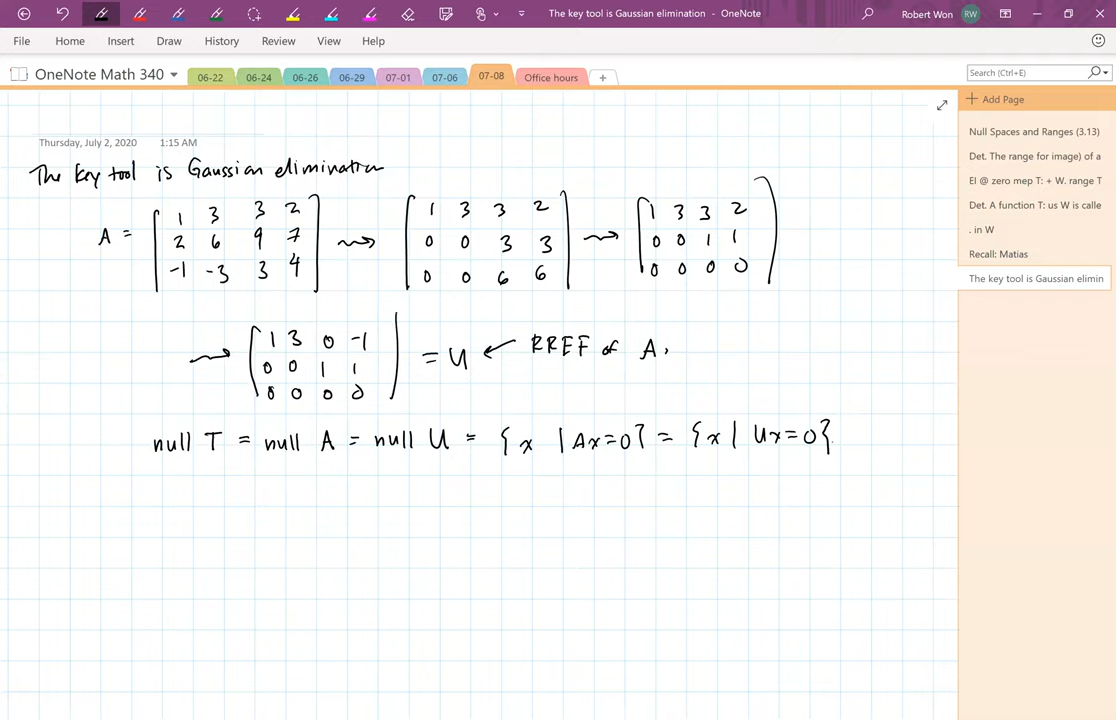 The key tool is Gaussian elimination - OneNote
Robert Won RW
File Home Insert Draw History Review View Help
OneNote Math 340
06-22 06-24 06-26 06-29 07-01 07-06 07-08 Office hours +
Search (Ctrl+E)
Add Page
Null Spaces and Ranges (3.13)
Det. The range for image) of a
El @ zero mep T: + W. range T
Det. A function T: us W is calle
. in W
Recall: Matias
The key tool is Gaussian elimin
Thursday, July 2, 2020 1:15 AM
The key tool is Gaussian elimination
1 3 3 2 1 3 3 2 1 3 3 2
A = 2 6 9 7 ⇝ 0 0 3 3 ⇝ 0 0 1 1
-1 -3 3 4 0 0 6 6 0 0 0 0
1 3 0 -1
⇝ 0 0 1 1 = U ← RREF of A.
0 0 0 0
null T = null A = null U = {x | Ax=0} = {x | Ux=0}.